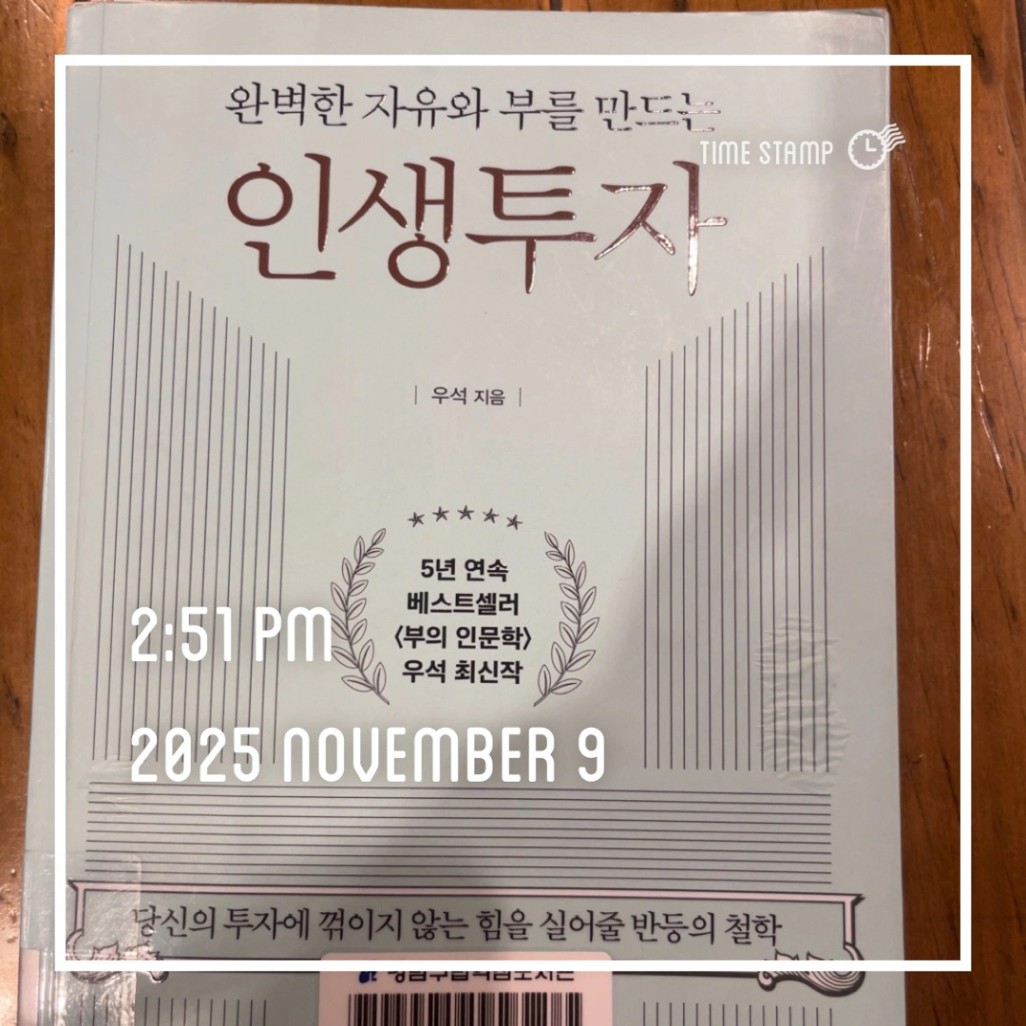 완벽한 자유와 부를 만드는
TIME STAMP
인생투자
우석 지음
5년 연속
베스트셀러
<부의 인문학>
우석 최신작
2:51 PM
2025 NOVEMBER 9
당신의 투자에 꺾이지 않는 힘을 실어줄 반등의 철학